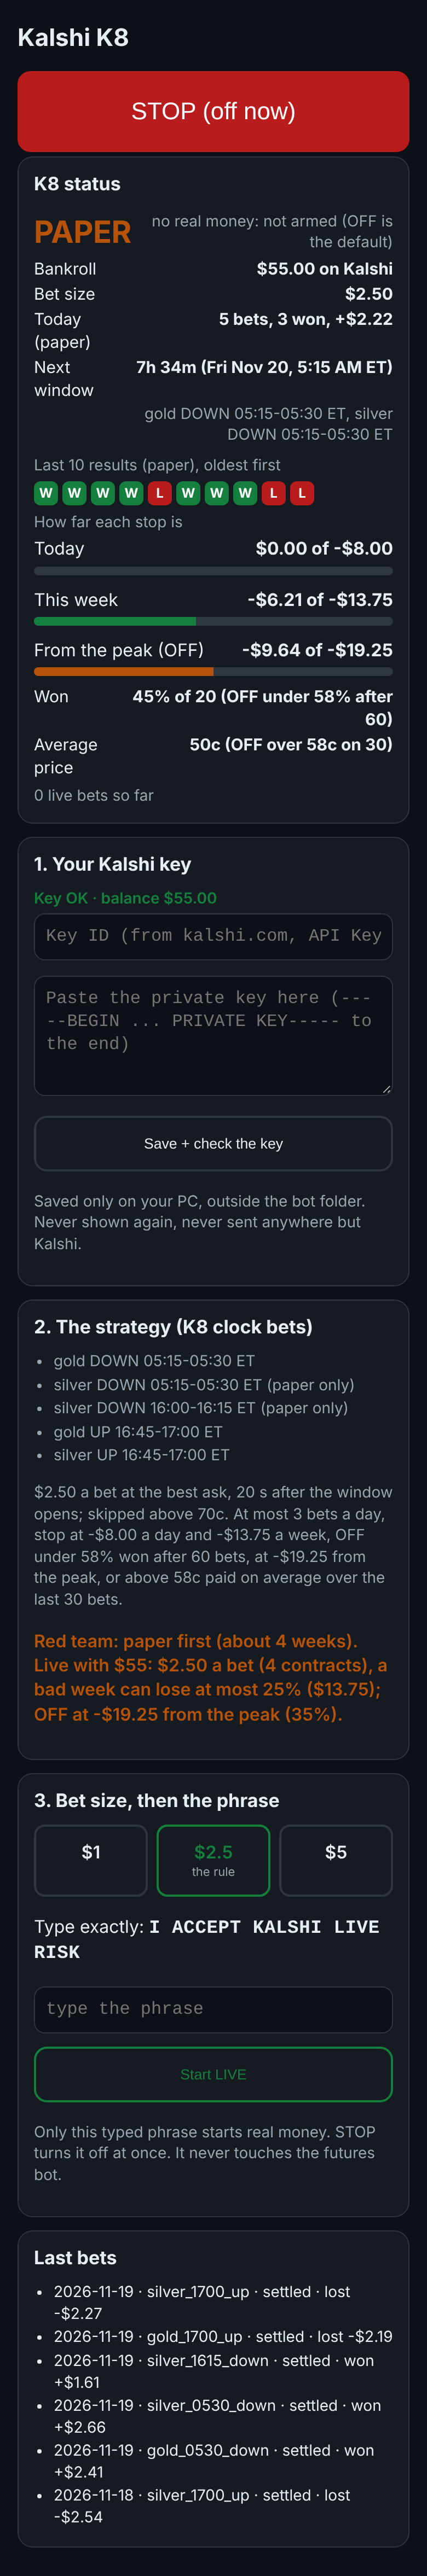 Kalshi K8
STOP (off now)
K8 status
PAPER
no real money: not armed (OFF is
the default)
Bankroll
$55.00 on Kalshi
Bet size
$2.50
Today
(paper)
5 bets, 3 won, +$2.22
Next
window
7h 34m (Fri Nov 20, 5:15 AM ET)
gold DOWN 05:15-05:30 ET, silver
DOWN 05:15-05:30 ET
Last 10 results (paper), oldest first
W W W W L W W W L L
How far each stop is
Today
$0.00 of -$8.00
This week
-$6.21 of -$13.75
From the peak (OFF)
-$9.64 of -$19.25
Won
45% of 20 (OFF under 58% after
60)
Average
price
50c (OFF over 58c on 30)
0 live bets so far
1. Your Kalshi key
Key OK · balance $55.00
Key ID (from kalshi.com, API Key
Paste the private key here (---
--BEGIN ... PRIVATE KEY----- to
the end)
Save + check the key
Saved only on your PC, outside the bot folder.
Never shown again, never sent anywhere but
Kalshi.
2. The strategy (K8 clock bets)
• gold DOWN 05:15-05:30 ET
• silver DOWN 05:15-05:30 ET (paper only)
• silver DOWN 16:00-16:15 ET (paper only)
• gold UP 16:45-17:00 ET
• silver UP 16:45-17:00 ET
$2.50 a bet at the best ask, 20 s after the window
opens; skipped above 70c. At most 3 bets a day,
stop at -$8.00 a day and -$13.75 a week, OFF
under 58% won after 60 bets, at -$19.25 from
the peak, or above 58c paid on average over the
last 30 bets.
Red team: paper first (about 4 weeks).
Live with $55: $2.50 a bet (4 contracts), a
bad week can lose at most 25% ($13.75);
OFF at -$19.25 from the peak (35%).
3. Bet size, then the phrase
$1
$2.5
the rule
$5
Type exactly: I ACCEPT KALSHI LIVE
RISK
type the phrase
Start LIVE
Only this typed phrase starts real money. STOP
turns it off at once. It never touches the futures
bot.
Last bets
• 2026-11-19 · silver_1700_up · settled · lost
-$2.27
• 2026-11-19 · gold_1700_up · settled · lost -$2.19
• 2026-11-19 · silver_1615_down · settled · won
+$1.61
• 2026-11-19 · silver_0530_down · settled · won
+$2.66
• 2026-11-19 · gold_0530_down · settled · won
+$2.41
• 2026-11-18 · silver_1700_up · settled · lost
-$2.54